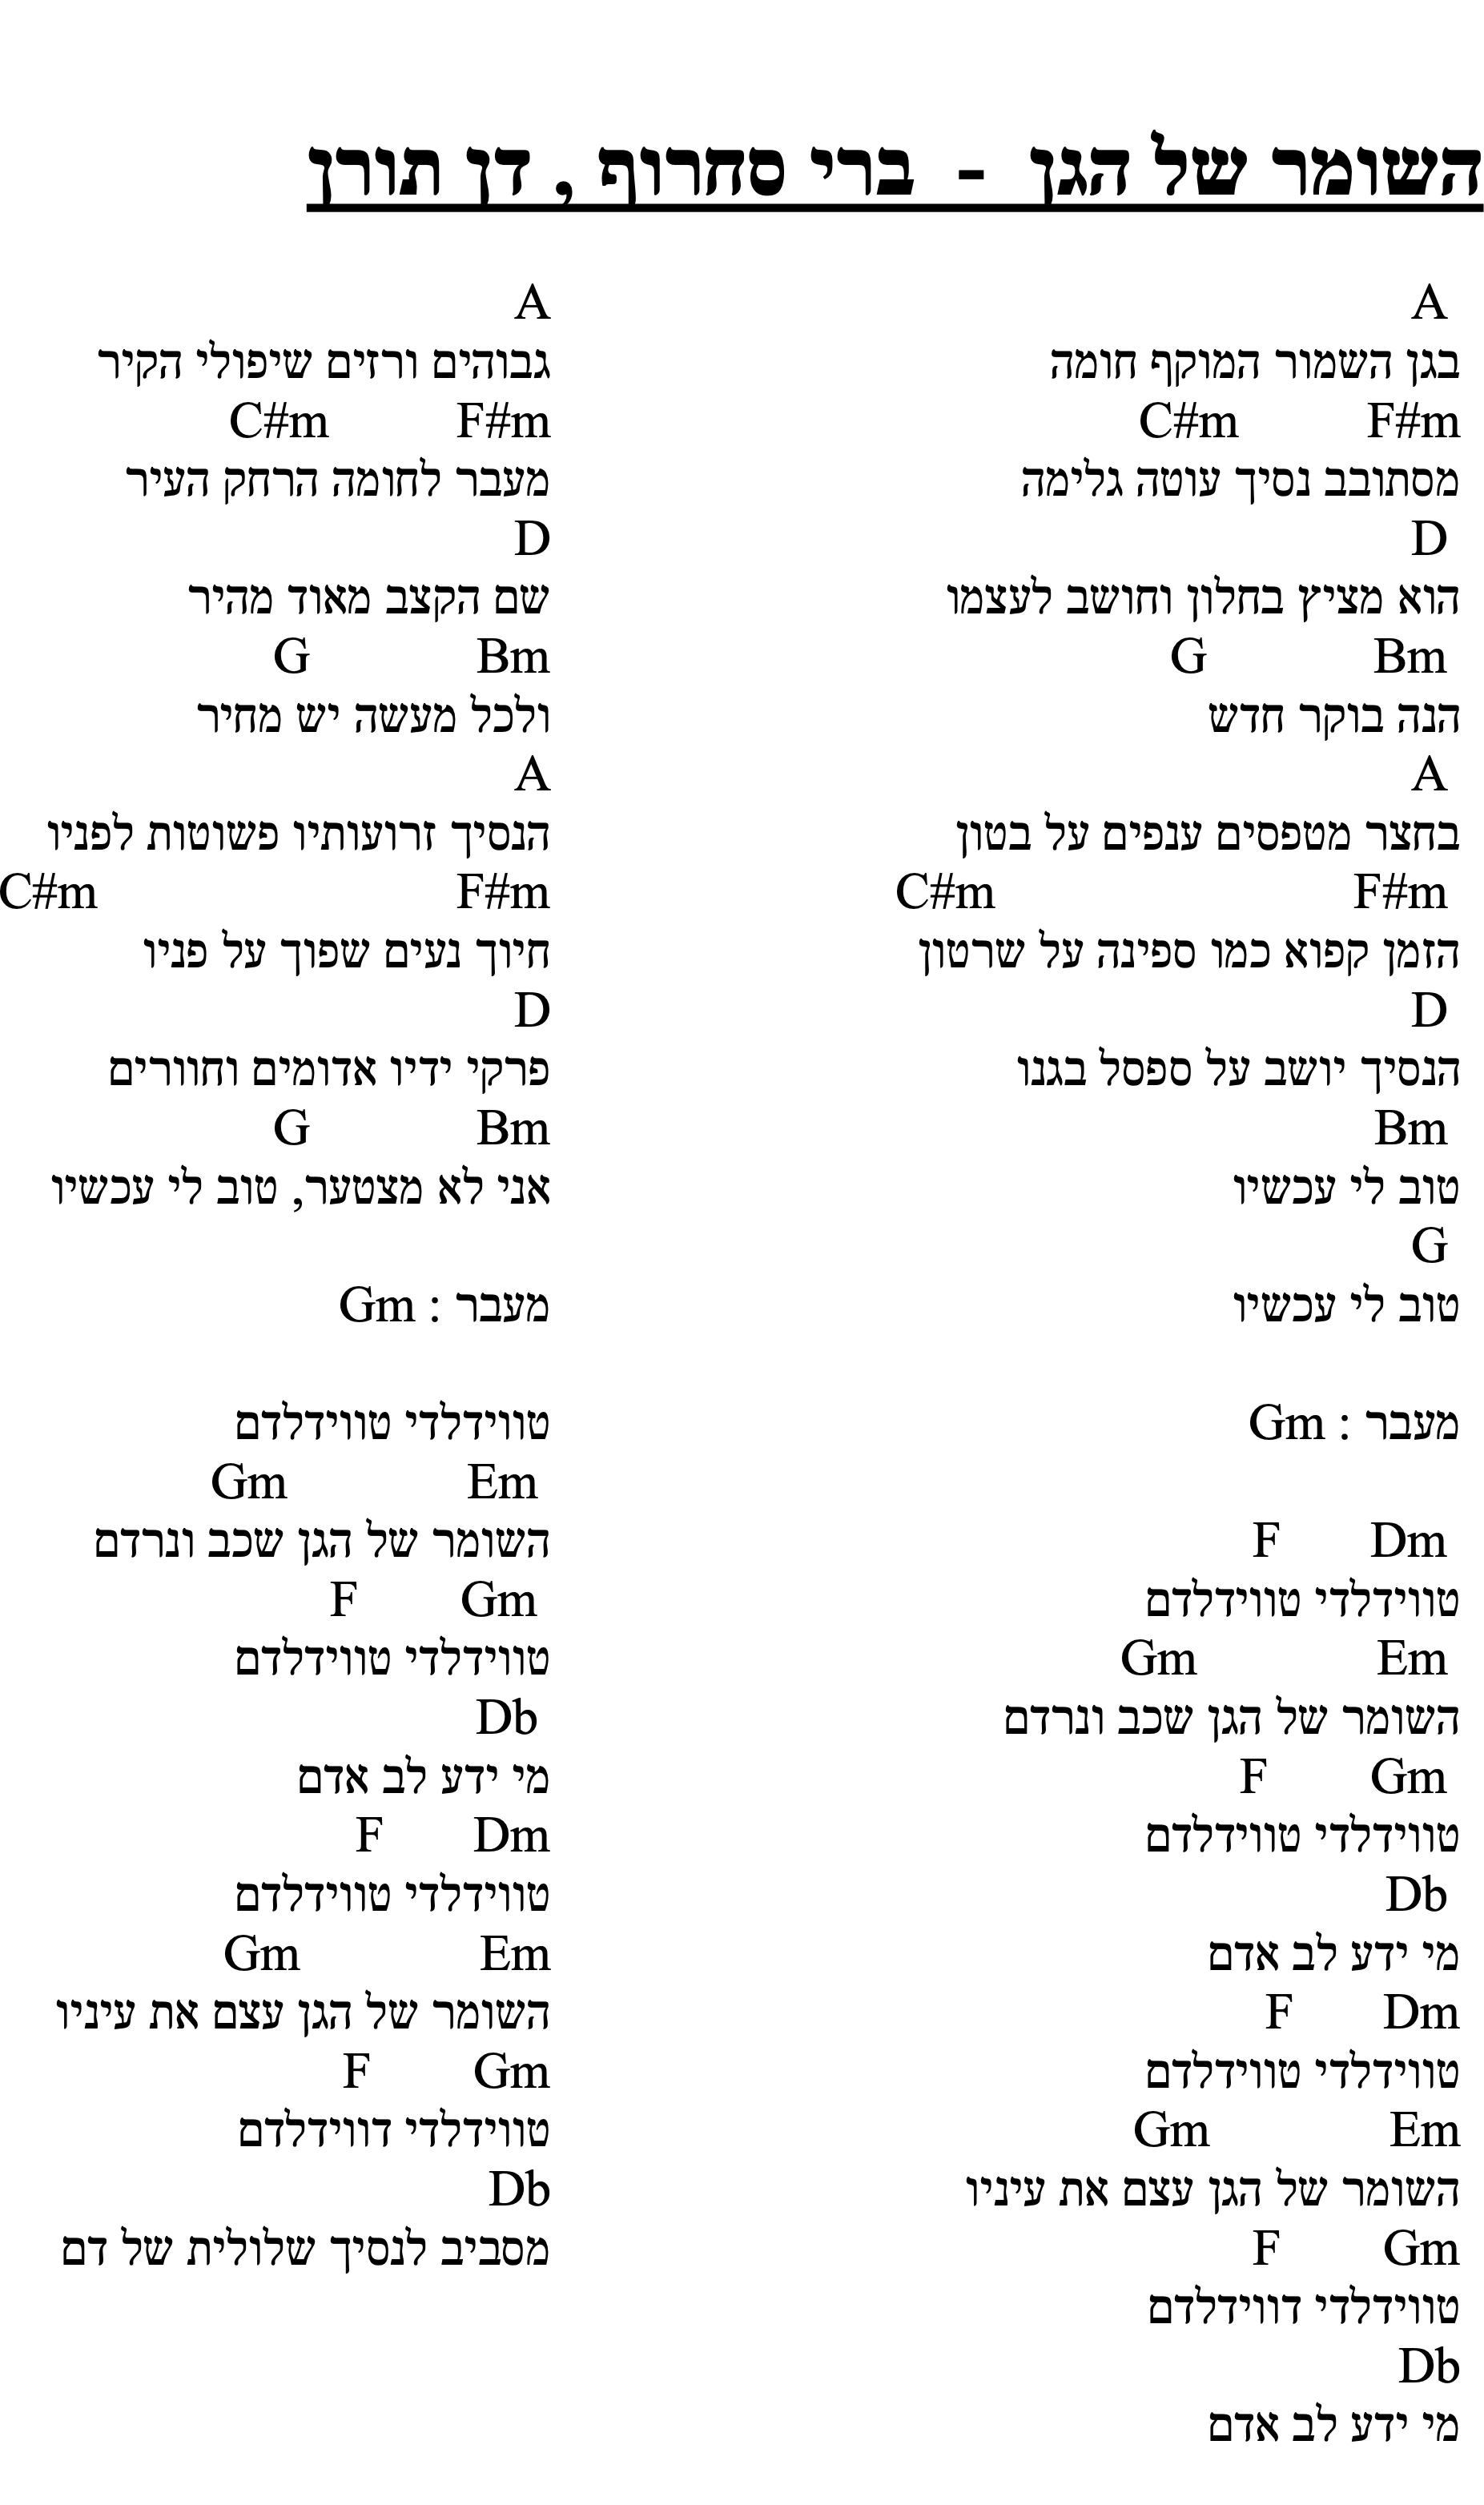 השומר של הגן - ברי סחרוף , דן תורן
A
בגן השמור המוקף חומה
F#m C#m
מסתובב נסיך עוטה גלימה
D
הוא מציץ בחלון וחושב לעצמו
Bm G
הנה בוקר חדש
A
בחצר מטפסים ענפים על בטון
F#m C#m
הזמן קפוא כמו ספינה על שרטון
D
הנסיך יושב על ספסל בגנו
Bm
טוב לי עכשיו
G
טוב לי עכשיו
מעבר : Gm
Dm F
טווידלדי טווידלדם
Em Gm
השומר של הגן שכב ונרדם
Gm F
טווידלדי טווידלדם
Db
מי ידע לב אדם
Dm F
טווידלדי טווידלדם
Em Gm
השומר של הגן עצם את עיניו
Gm F
טווידלדי דווידלדם
Db
מי ידע לב אדם
A
גבוהים ורזים שיפולי הקיר
F#m C#m
מעבר לחומה הרחק העיר
D
שם הקצב מאוד מהיר
Bm G
ולכל מעשה יש מחיר
A
הנסיך זרועותיו פשוטות לפניו
F#m C#m
חיוך נעים שפוך על פניו
D
פרקי ידיו אדומים וחוורים
Bm G
אני לא מצטער, טוב לי עכשיו
מעבר : Gm
טווידלדי טווידלדם
Em Gm
השומר של הגן שכב ונרדם
Gm F
טווידלדי טווידלדם
Db
מי ידע לב אדם
Dm F
טווידלדי טווידלדם
Em Gm
השומר של הגן עצם את עיניו
Gm F
טווידלדי דווידלדם
Db
מסביב לנסיך שלולית של דם